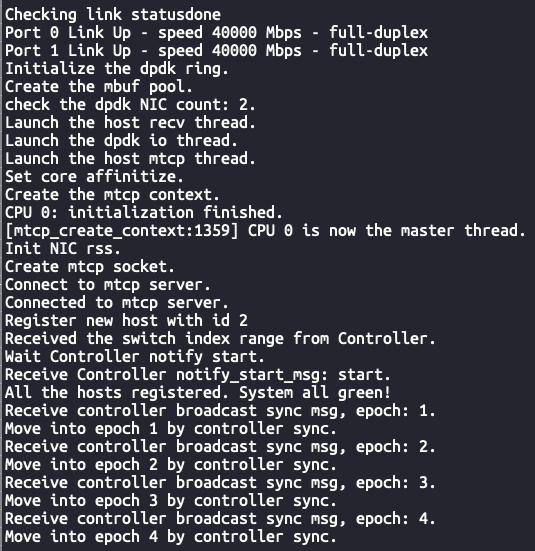 Checking link statusdone
Port 0 Link Up - speed 40000 Mbps - full-duplex
Port 1 Link Up - speed 40000 Mbps - full-duplex
Initialize the dpdk ring.
Create the mbuf pool.
check the dpdk NIC count: 2.
Launch the host recv thread.
Launch the dpdk io thread.
Launch the host mtcp thread.
Set core affinitize.
Create the mtcp context.
CPU 0: initialization finished.
[mtcp_create_context:1359] CPU 0 is now the master thread.
Init NIC rss.
Create mtcp socket.
Connect to mtcp server.
Connected to mtcp server.
Register new host with id 2
Received the switch index range from Controller.
Wait Controller notify start.
Receive Controller notify_start_msg: start.
All the hosts registered. System all green!
Receive controller broadcast sync msg, epoch: 1.
Move into epoch 1 by controller sync.
Receive controller broadcast sync msg, epoch: 2.
Move into epoch 2 by controller sync.
Receive controller broadcast sync msg, epoch: 3.
Move into epoch 3 by controller sync.
Receive controller broadcast sync msg, epoch: 4.
Move into epoch 4 by controller sync.